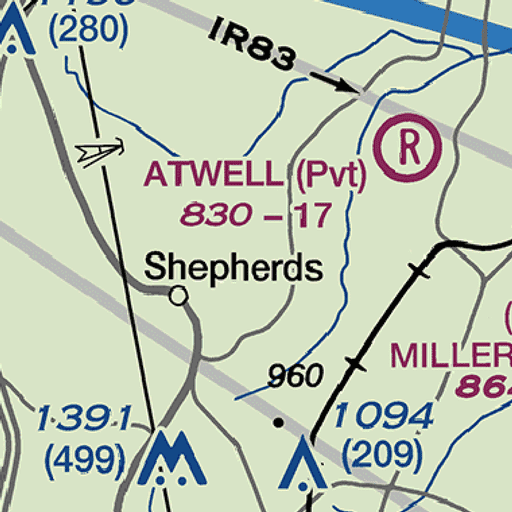 (280)
IR83
R
ATWELL (Pvt)
830 - 17
Shepherds
MILLER
960
1391
(499)
1094
(209)